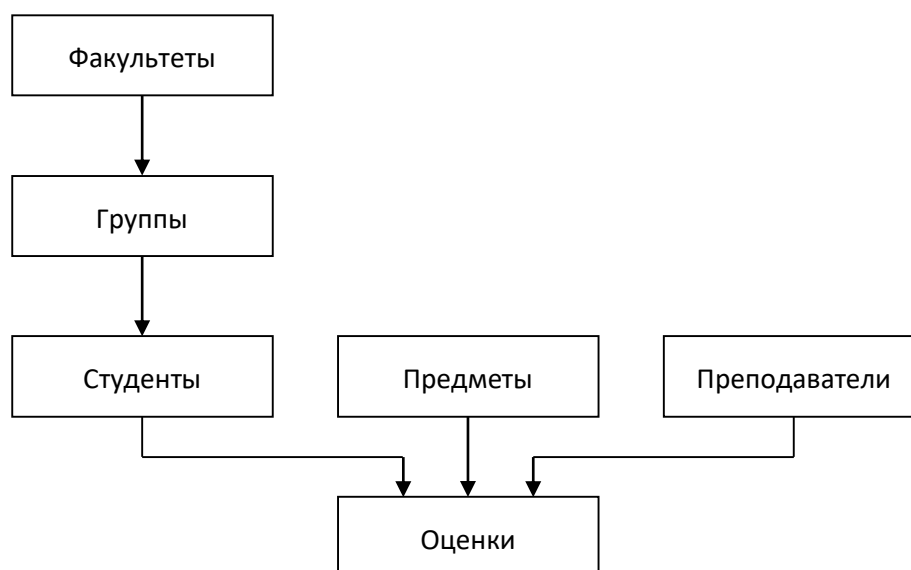 Факультеты
Группы
Студенты
Предметы
Преподаватели
Оценки